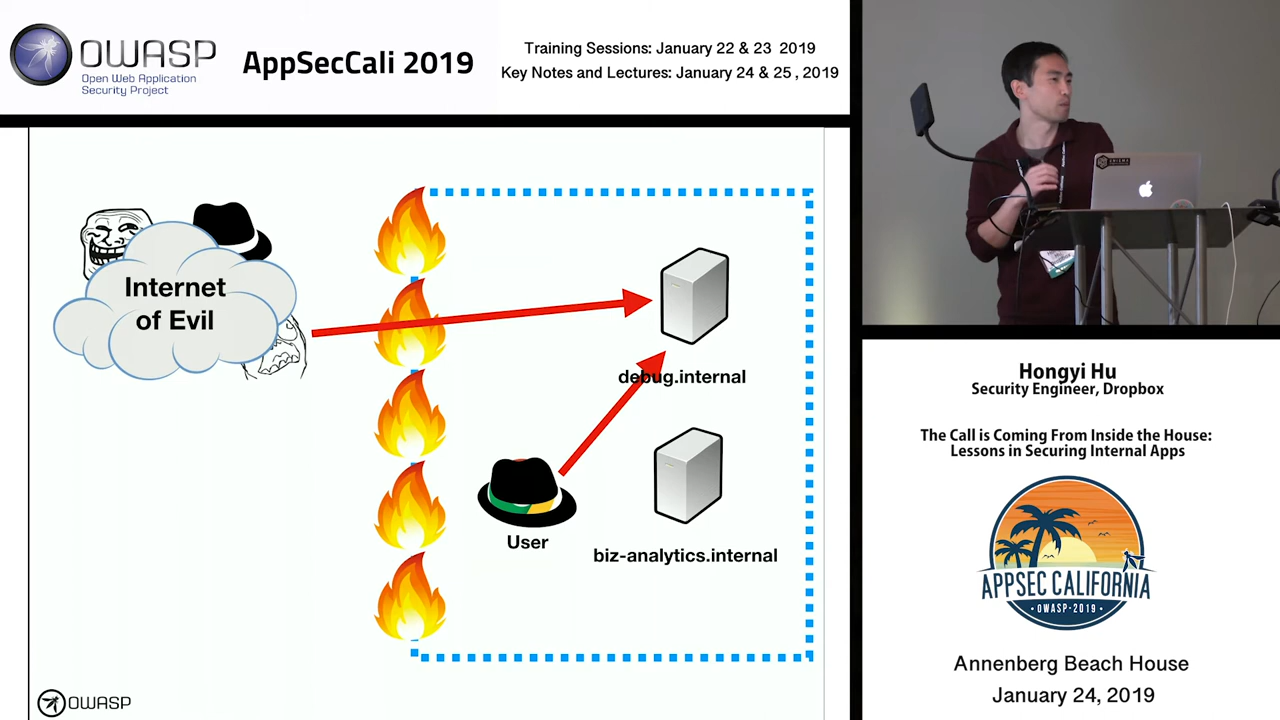 OWASP
Open Web Application
Security Project
AppSecCali 2019
Training Sessions: January 22 & 23 2019
Key Notes and Lectures: January 24 & 25 , 2019
Internet
of Evil
debug.internal
User
biz-analytics.internal
OWASP
Hongyi Hu
Security Engineer, Dropbox
The Call is Coming From Inside the House:
Lessons in Securing Internal Apps
APPSEC CALIFORNIA
• OWASP-2019 •
Annenberg Beach House
January 24, 2019